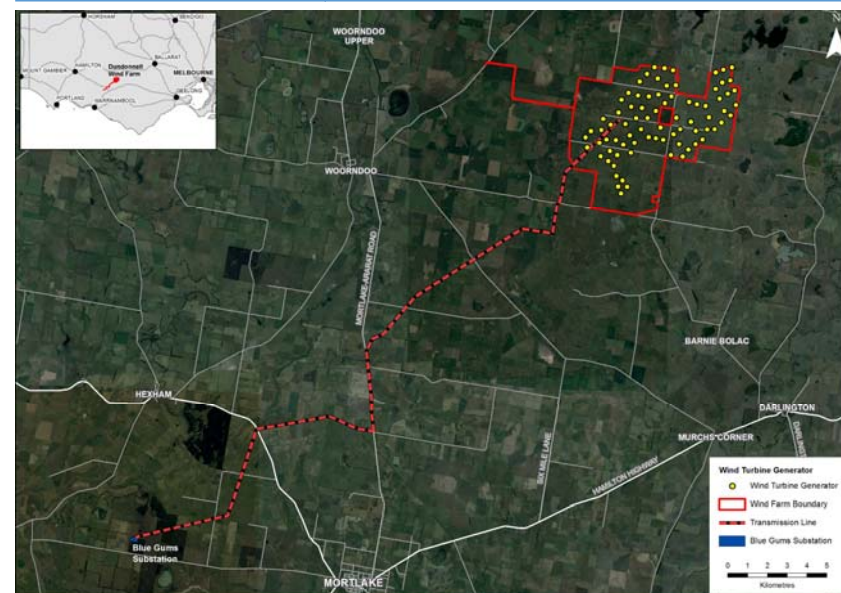 HORSHAM
BENDIGO
BALLARAT
MOUNT GAMBIER
HAMILTON
Dundonnell
Wind Farm
MELBOURNE
GEELONG
PORTLAND
WARRNAMBOOL
WOORNDOO
UPPER
N
WOORNDOO
MORTLAKE-ARARAT ROAD
BARNIE BOLAC
HEXHAM
DARLINGTON
MURCHS CORNER
SIX MILE LANE
HAMILTON HIGHWAY
Blue Gums
Substation
MORTLAKE
Wind Turbine Generator
Wind Turbine Generator
Wind Farm Boundary
Transmission Line
Blue Gums Substation
0 1 2 3 4 5
Kilometres